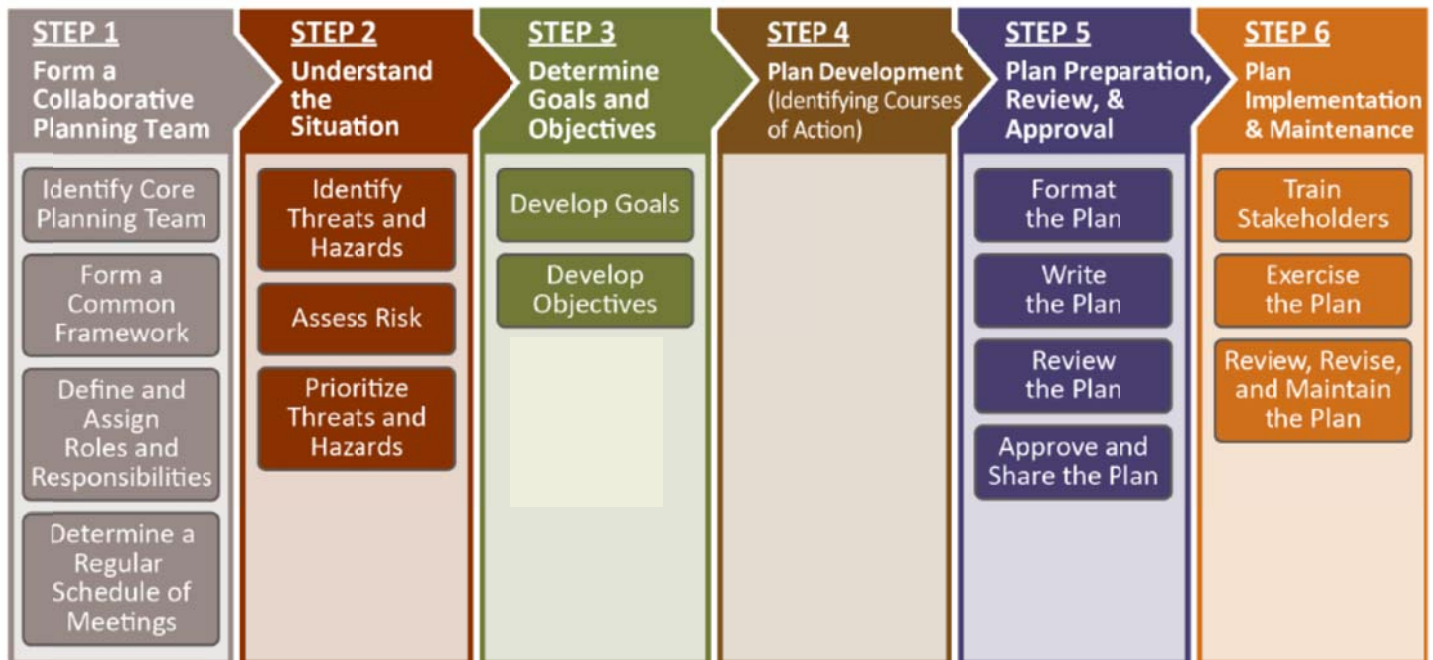 STEP 1
Form a
Collaborative
Planning Team
Identify Core
Planning Team
Form a
Common
Framework
Define and
Assign
Roles and
Responsibilities
Determine a
Regular
Schedule of
Meetings
STEP 2
Understand
the
Situation
Identify
Threats and
Hazards
Assess Risk
Prioritize
Threats and
Hazards
STEP 3
Determine
Goals and
Objectives
Develop Goals
Develop
Objectives
STEP 4
Plan Development
(Identifying Courses
of Action)
STEP 5
Plan Preparation,
Review, &
Approval
Format
the Plan
Write
the Plan
Review
the Plan
Approve and
Share the Plan
STEP 6
Plan
Implementation
& Maintenance
Train
Stakeholders
Exercise
the Plan
Review, Revise,
and Maintain
the Plan